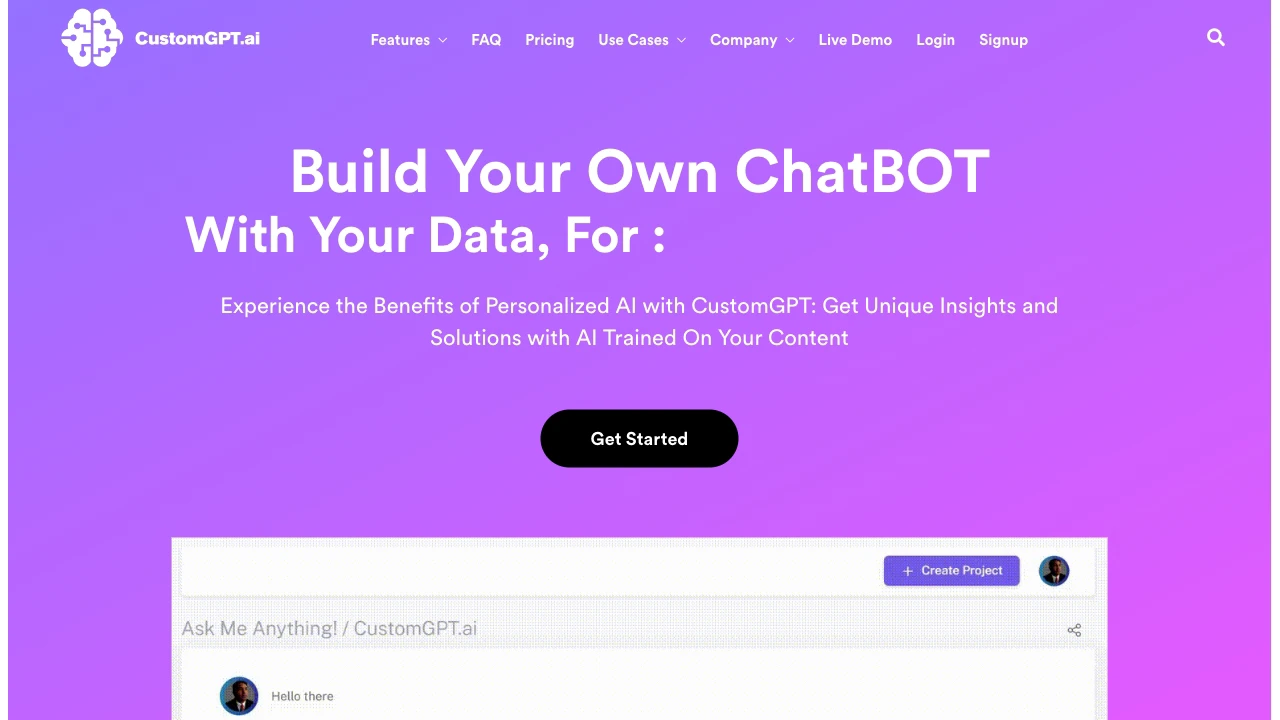 CustomGPT.ai
Features FAQ Pricing Use Cases Company Live Demo Login Signup
Build Your Own ChatBOT
With Your Data, For :
Experience the Benefits of Personalized AI with CustomGPT: Get Unique Insights and
Solutions with AI Trained On Your Content
Get Started
+ Create Project
Ask Me Anything! / CustomGPT.ai
Hello there